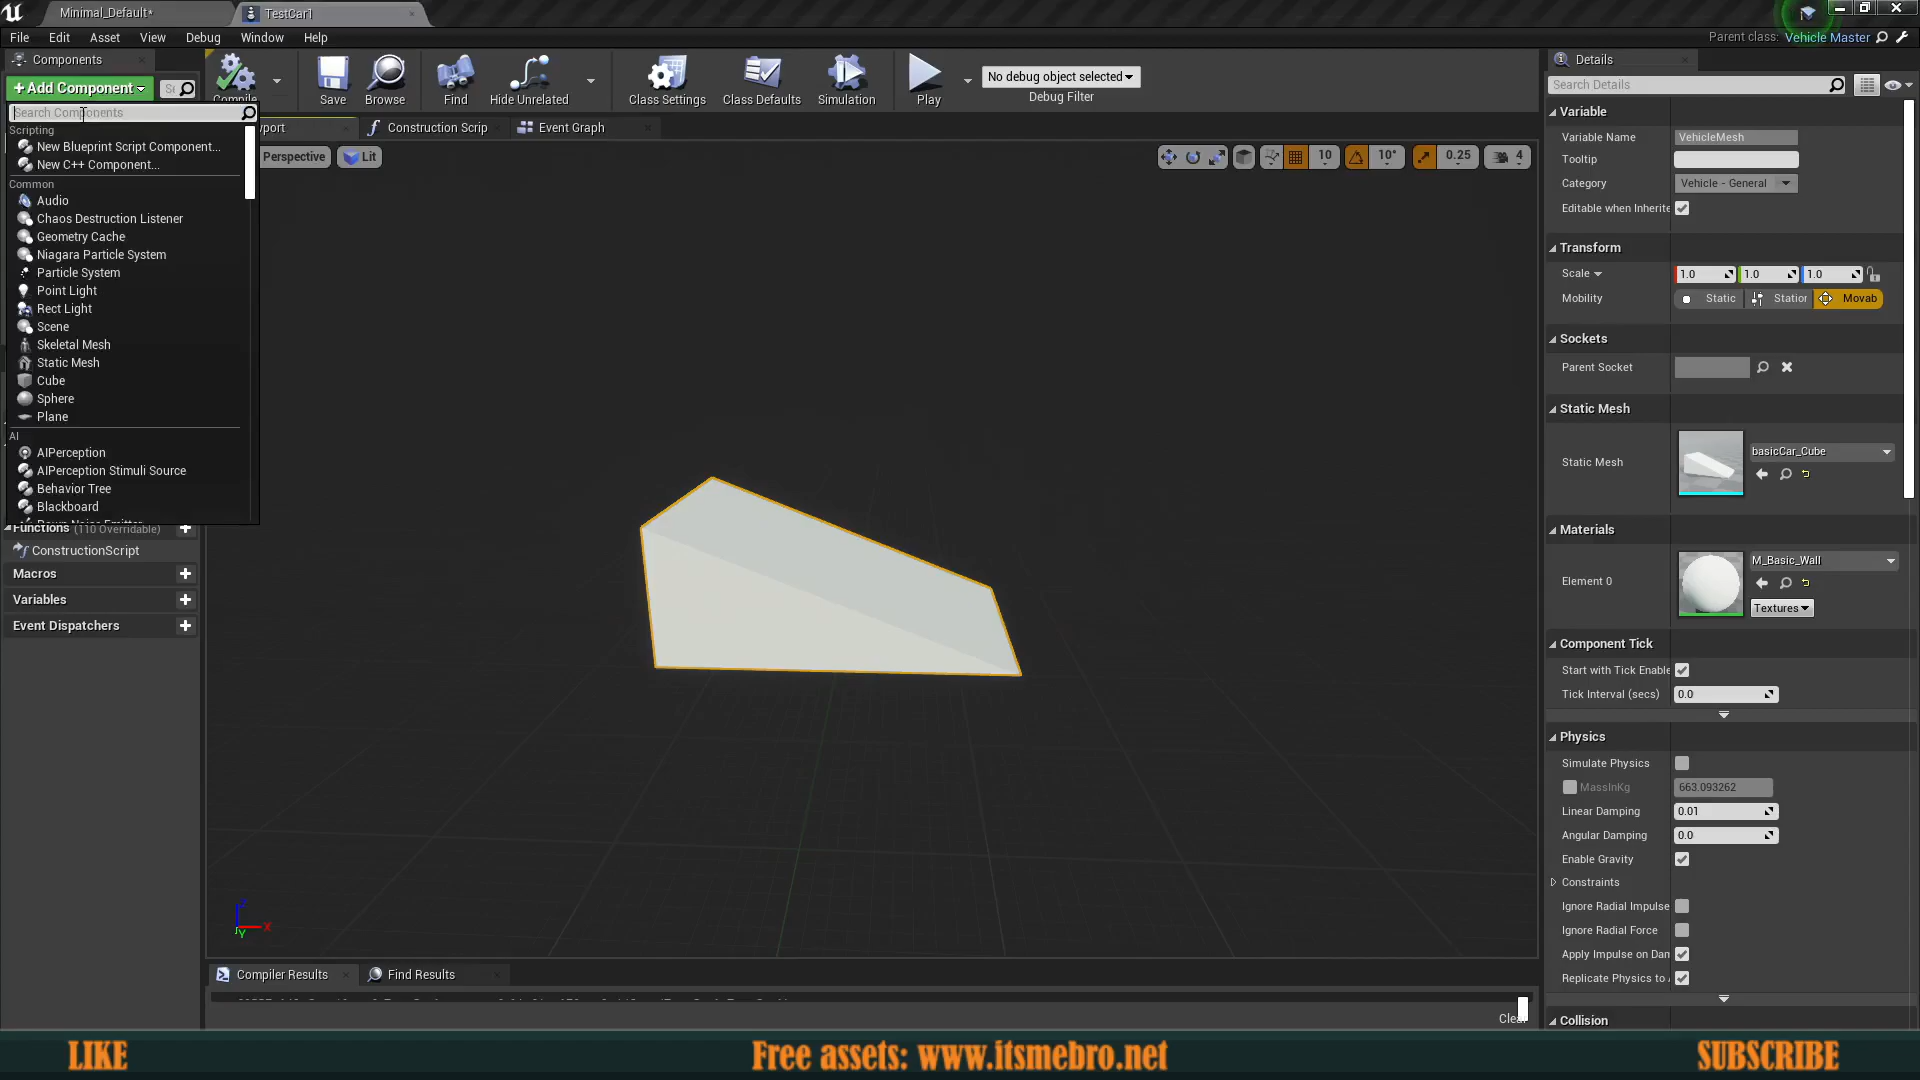 Minimal_Default*
TestCar1
File Edit Asset View Debug Window Help
Parent class: Vehicle Master
Components
+Add Component
Search Components
Scripting
New Blueprint Script Component...
New C++ Component...
Common
Audio
Chaos Destruction Listener
Geometry Cache
Niagara Particle System
Particle System
Point Light
Rect Light
Scene
Skeletal Mesh
Static Mesh
Cube
Sphere
Plane
AI
AIPerception
AIPerception Stimuli Source
Behavior Tree
Blackboard
Functions (110 Overridable)
ConstructionScript
Macros
Variables
Event Dispatchers
Compile Save Browse Find Hide Unrelated Class Settings Class Defaults Simulation Play
No debug object selected
Debug Filter
Construction Scrip
Event Graph
Perspective Lit
10 10° 0.25 4
Z X Y
Compiler Results
Find Results
Clear
Details
Search Details
Variable
Variable Name VehicleMesh
Tooltip
Category Vehicle - General
Editable when Inherite
Transform
Scale 1.0 1.0 1.0
Mobility Static Station Movab
Sockets
Parent Socket
Static Mesh
Static Mesh basicCar_Cube
Materials
Element 0 M_Basic_Wall
Textures
Component Tick
Start with Tick Enable
Tick Interval (secs) 0.0
Physics
Simulate Physics
MassInKg 663.093262
Linear Damping 0.01
Angular Damping 0.0
Enable Gravity
Constraints
Ignore Radial Impulse
Ignore Radial Force
Apply Impulse on Dam
Replicate Physics to
Collision
LIKE
Free assets: www.itsmebro.net
SUBSCRIBE